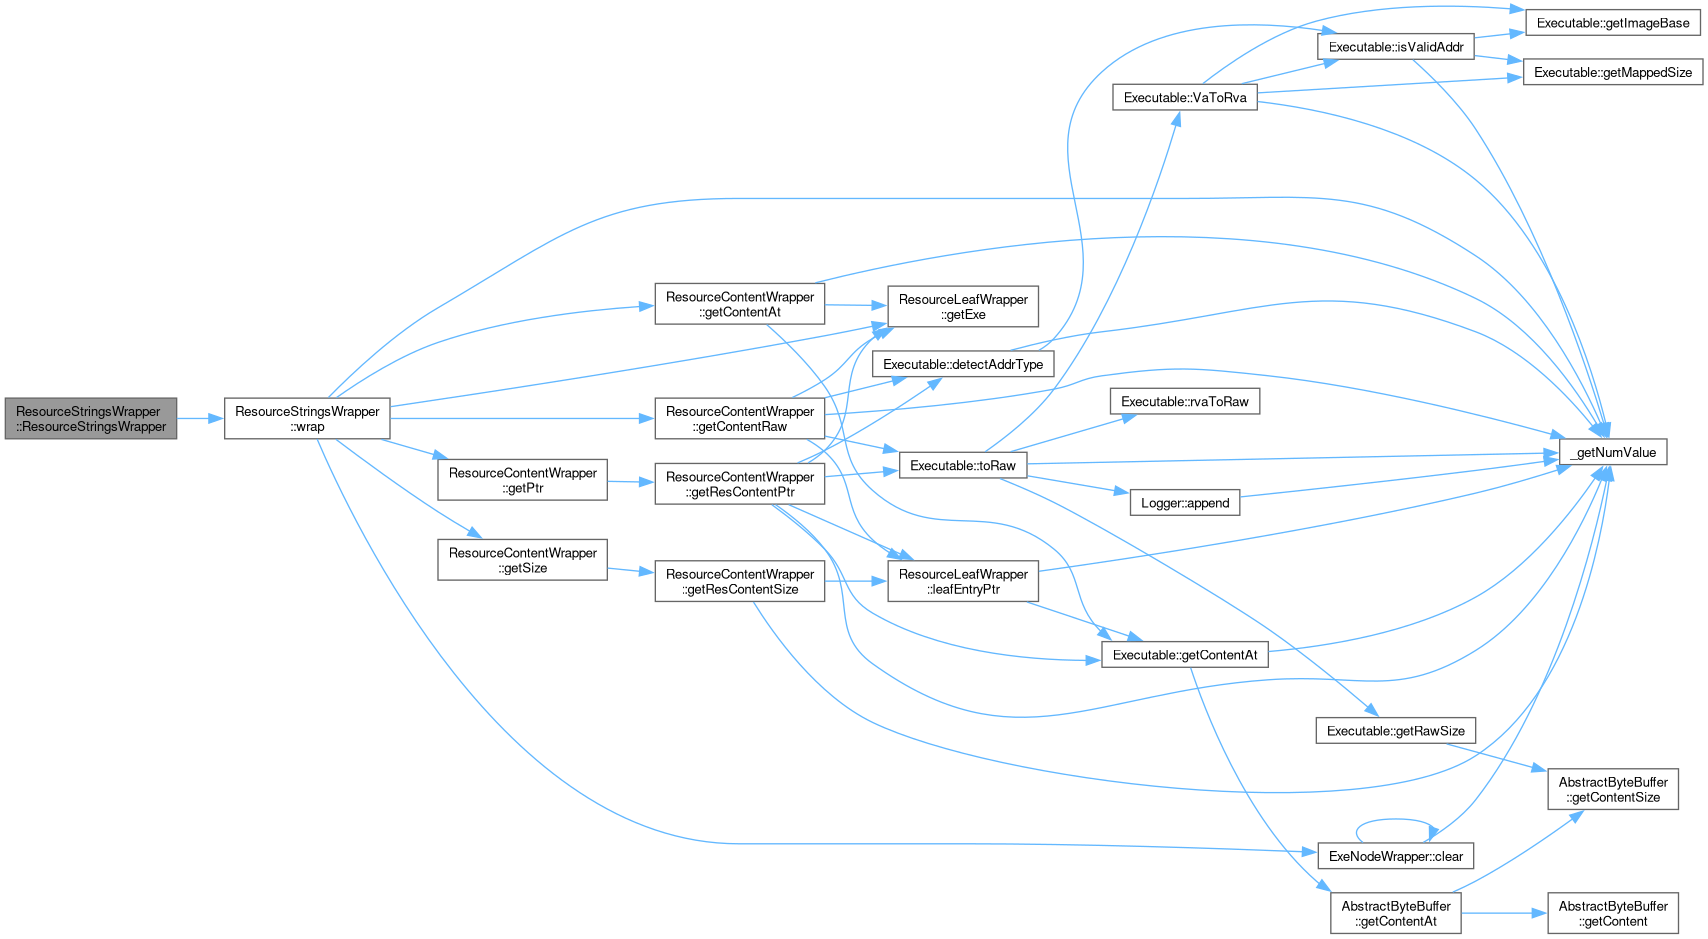 ResourceStringsWrapper
::ResourceStringsWrapper
ResourceStringsWrapper
::wrap
ResourceContentWrapper
::getContentAt
ResourceContentWrapper
::getContentRaw
ResourceContentWrapper
::getPtr
ResourceContentWrapper
::getResContentPtr
ResourceContentWrapper
::getSize
ResourceContentWrapper
::getResContentSize
ResourceLeafWrapper
::getExe
Executable::detectAddrType
Executable::toRaw
ResourceLeafWrapper
::leafEntryPtr
Executable::VaToRva
Executable::rvaToRaw
Logger::append
Executable::getContentAt
Executable::isValidAddr
Executable::getRawSize
ExeNodeWrapper::clear
AbstractByteBuffer
::getContentAt
Executable::getImageBase
Executable::getMappedSize
_getNumValue
AbstractByteBuffer
::getContentSize
AbstractByteBuffer
::getContent